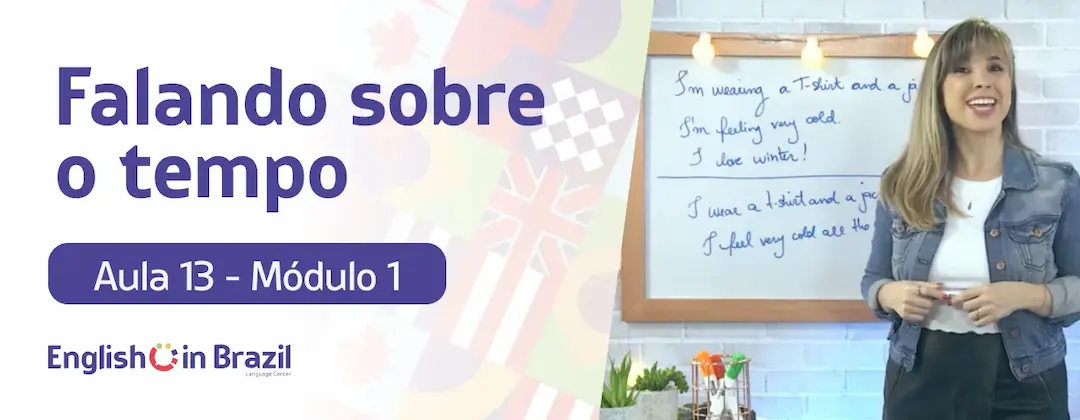 Falando sobre
o tempo
Aula 13 - Módulo 1
English in Brazil
Language Center
I'm wearing a T-shirt and a
I'm feeling very cold.
I love winter!
I wear a t-shirt and a
I feel very cold all the